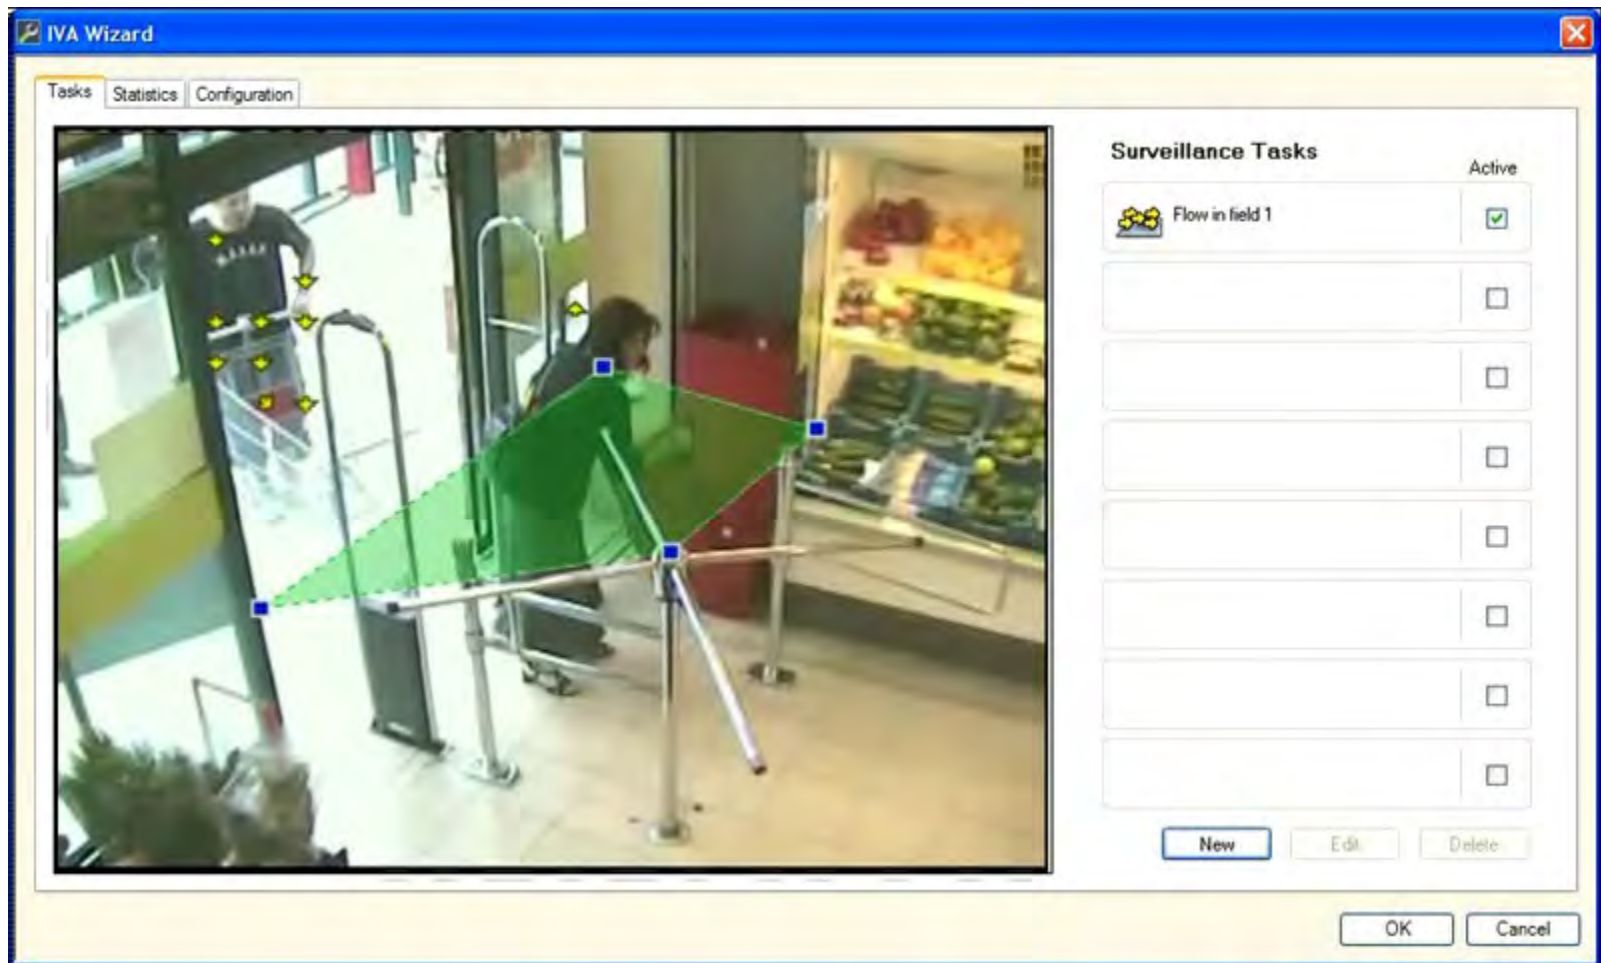 IVA Wizard
Tasks
Statistics
Configuration
Surveillance Tasks
Active
Flow in field 1
New
Edit
Delete
OK
Cancel